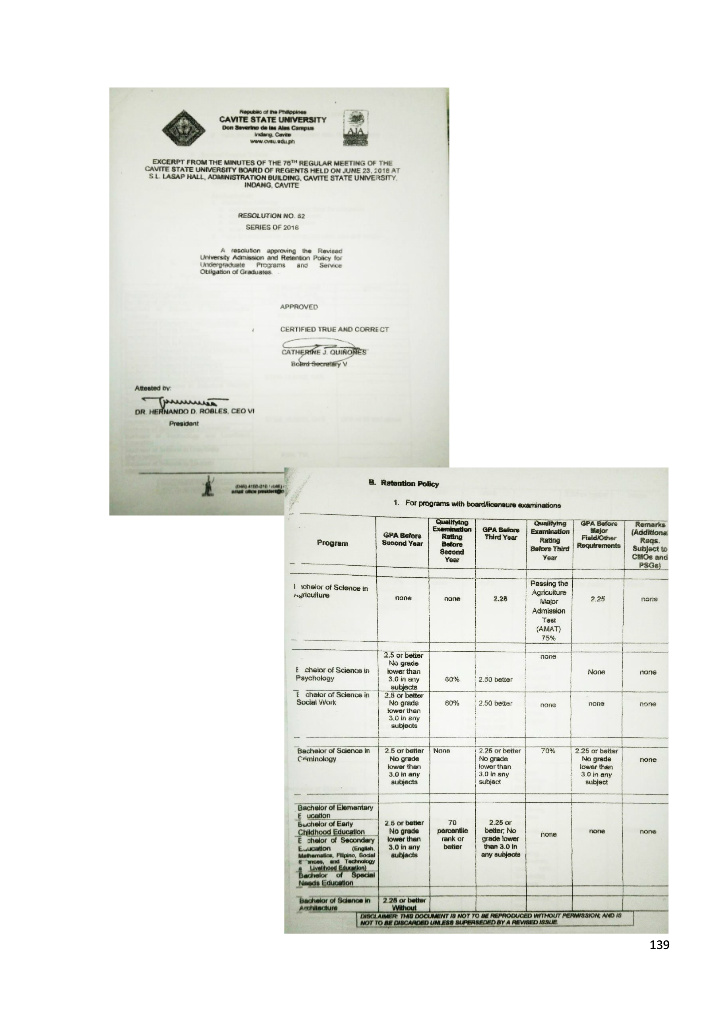 Republic of the Philippines
CAVITE STATE UNIVERSITY
Don Severino de las Alas Campus
Indang, Cavite
www.cvsu.edu.ph
EXCERPT FROM THE MINUTES OF THE 76TH REGULAR MEETING OF THE
CAVITE STATE UNIVERSITY BOARD OF REGENTS HELD ON JUNE 23, 2016 AT
S.L. LASAP HALL, ADMINISTRATION BUILDING, CAVITE STATE UNIVERSITY,
INDANG, CAVITE
RESOLUTION NO. 62
SERIES OF 2016
A resolution approving the Revised
University Admission and Retention Policy for
Undergraduate Programs and Service
Obligation of Graduates.
APPROVED
CERTIFIED TRUE AND CORRECT
CATHERINE J. QUIÑONES
Board Secretary V
Attested by:
DR. HERNANDO D. ROBLES, CEO VI
President
B. Retention Policy
1. For programs with board/licensure examinations
Program
GPA Before
Second Year
Qualifying
Examination
Rating
Before
Second
Year
GPA Before
Third Year
Qualifying
Examination
Rating
Before Third
Year
GPA Before
Major
Field/Other
Requirements
Remarks
(Additional
Reqs.
Subject to
CMOs and
PSGs)
Bachelor of Science in
Agriculture
none
none
2.25
Passing the
Agriculture
Major
Admission
Test
(AMAT)
75%
2.25
none
Bachelor of Science in
Psychology
2.5 or better
No grade
lower than
3.0 in any
subjects
60%
2.50 better
none
None
none
Bachelor of Science in
Social Work
2.5 or better
No grade
lower than
3.0 in any
subjects
60%
2.50 better
none
none
none
Bachelor of Science in
Criminology
2.5 or better
No grade
lower than
3.0 in any
subjects
None
2.25 or better
No grade
lower than
3.0 in any
subject
70%
2.25 or better
No grade
lower than
3.0 in any
subject
none
Bachelor of Elementary
Education
Bachelor of Early
Childhood Education
Bachelor of Secondary
Education (English,
Mathematics, Filipino, Social
Sciences, and Technology
Livelihood Education)
Bachelor of Special
Needs Education
2.5 or better
No grade
lower than
3.0 in any
subjects
70
percentile
rank or
better
2.25 or
better; No
grade lower
than 3.0 in
any subjects
none
none
none
Bachelor of Science in
Architecture
2.25 or better
Without
DISCLAIMER: THIS DOCUMENT IS NOT TO BE REPRODUCED WITHOUT PERMISSION, AND IS
NOT TO BE DISCARDED UNLESS SUPERSEDED BY A REVISED ISSUE.
139